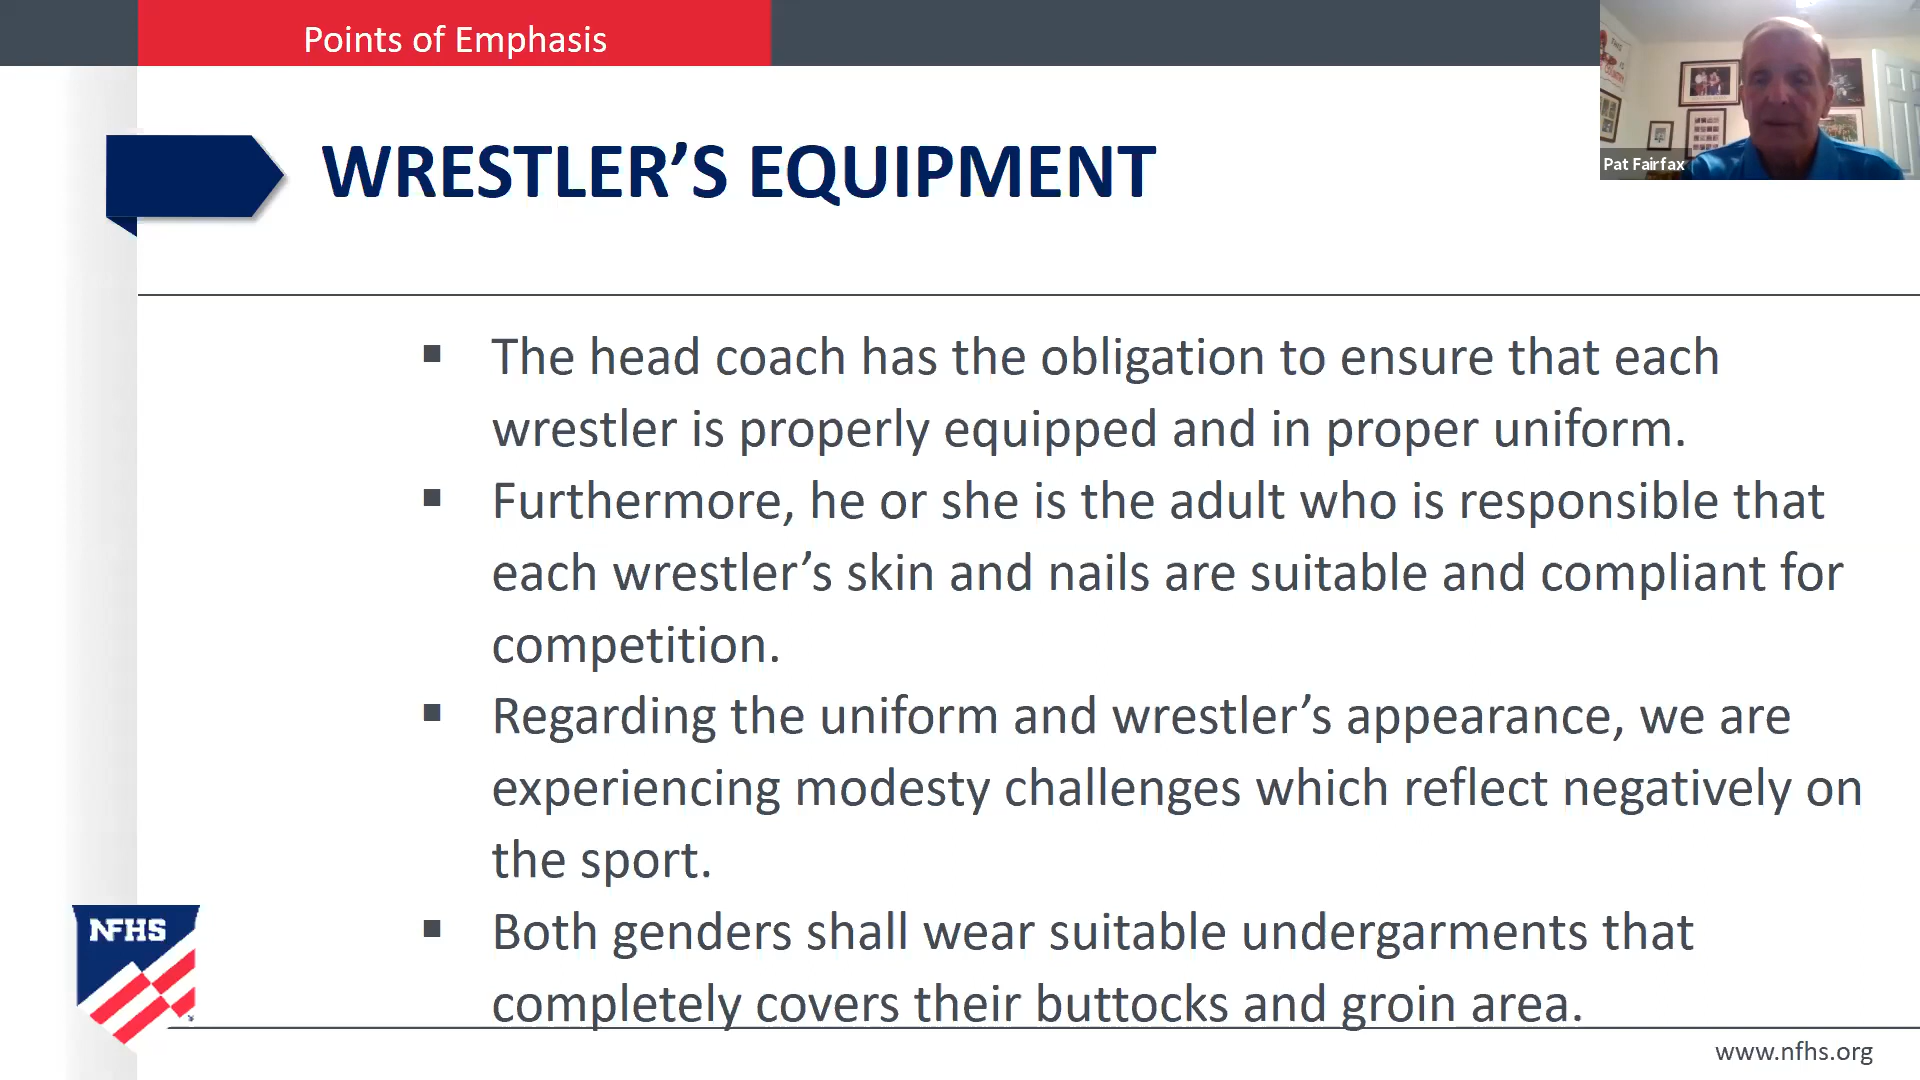 Points of Emphasis
Pat Fairfax
WRESTLER’S EQUIPMENT
▪ The head coach has the obligation to ensure that each
wrestler is properly equipped and in proper uniform.
▪ Furthermore, he or she is the adult who is responsible that
each wrestler’s skin and nails are suitable and compliant for
competition.
▪ Regarding the uniform and wrestler’s appearance, we are
experiencing modesty challenges which reflect negatively on
the sport.
▪ Both genders shall wear suitable undergarments that
completely covers their buttocks and groin area.
NFHS
www.nfhs.org